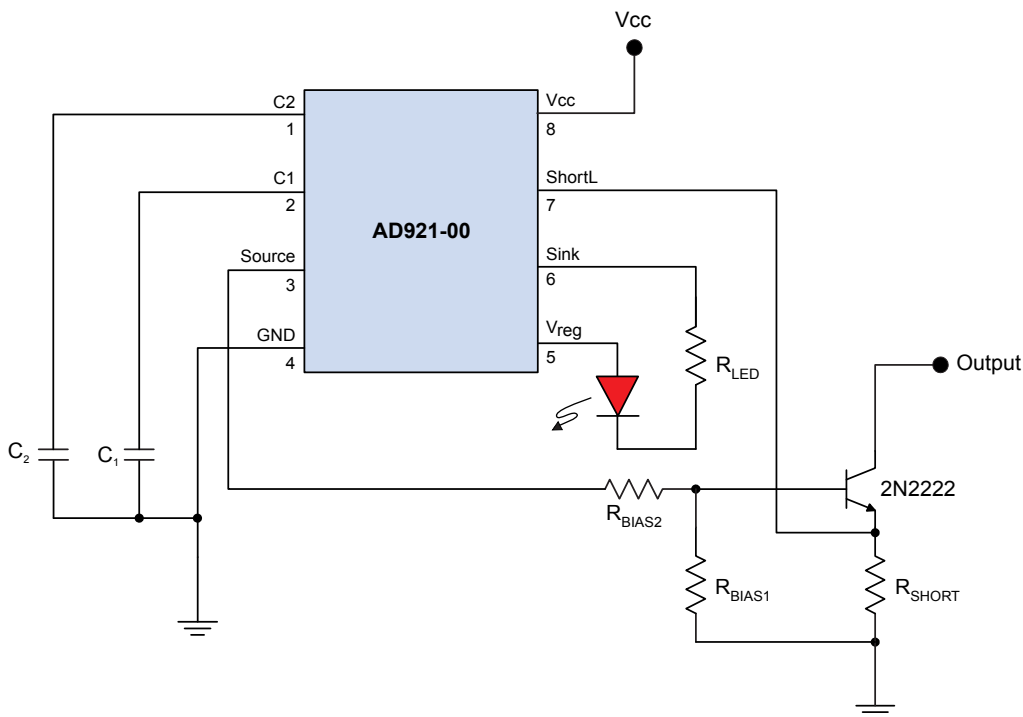 Vcc
C2
1
C1
2
Source
3
GND
4
AD921-00
Vcc
8
ShortL
7
Sink
6
Vreg
5
RLED
Output
C2
C1
RBIAS2
2N2222
RBIAS1
RSHORT